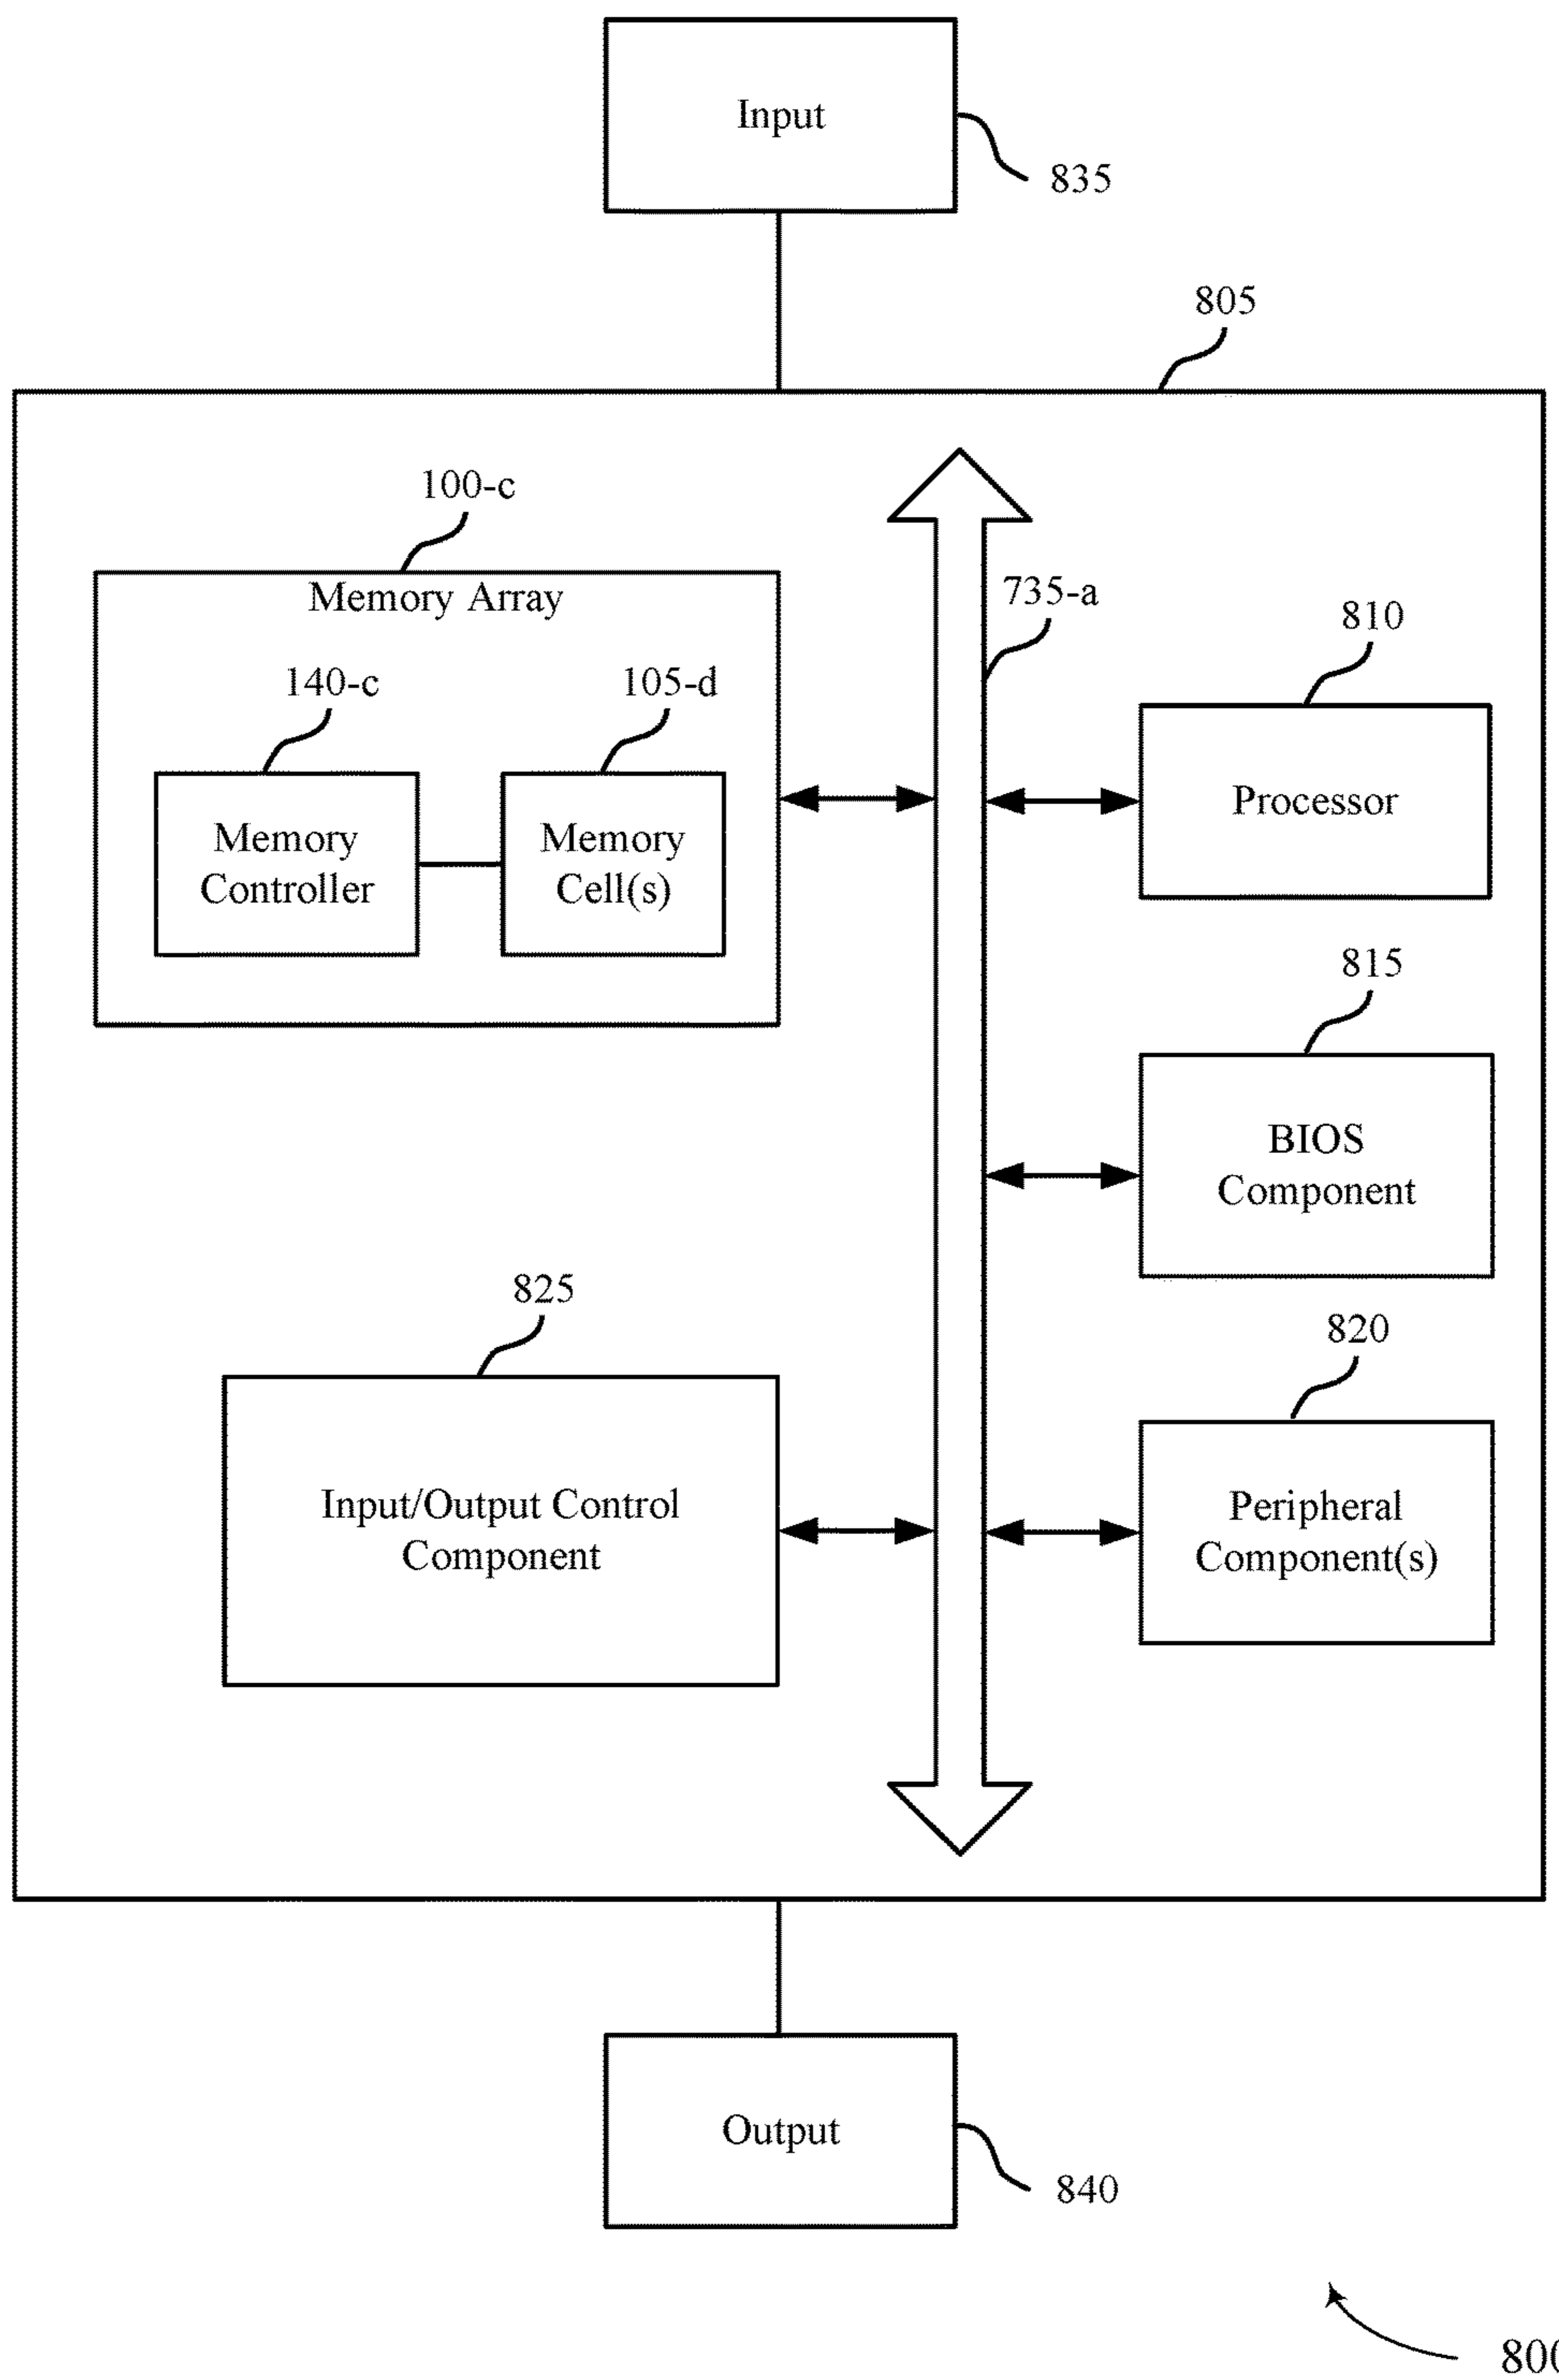 Input
835
805
100-c
Memory Array
735-a
810
140-c
105-d
Processor
Memory
Controller
Memory
Cell(s)
815
BIOS
Component
825
820
Input/Output Control
Component
Peripheral
Component(s)
Output
840
800